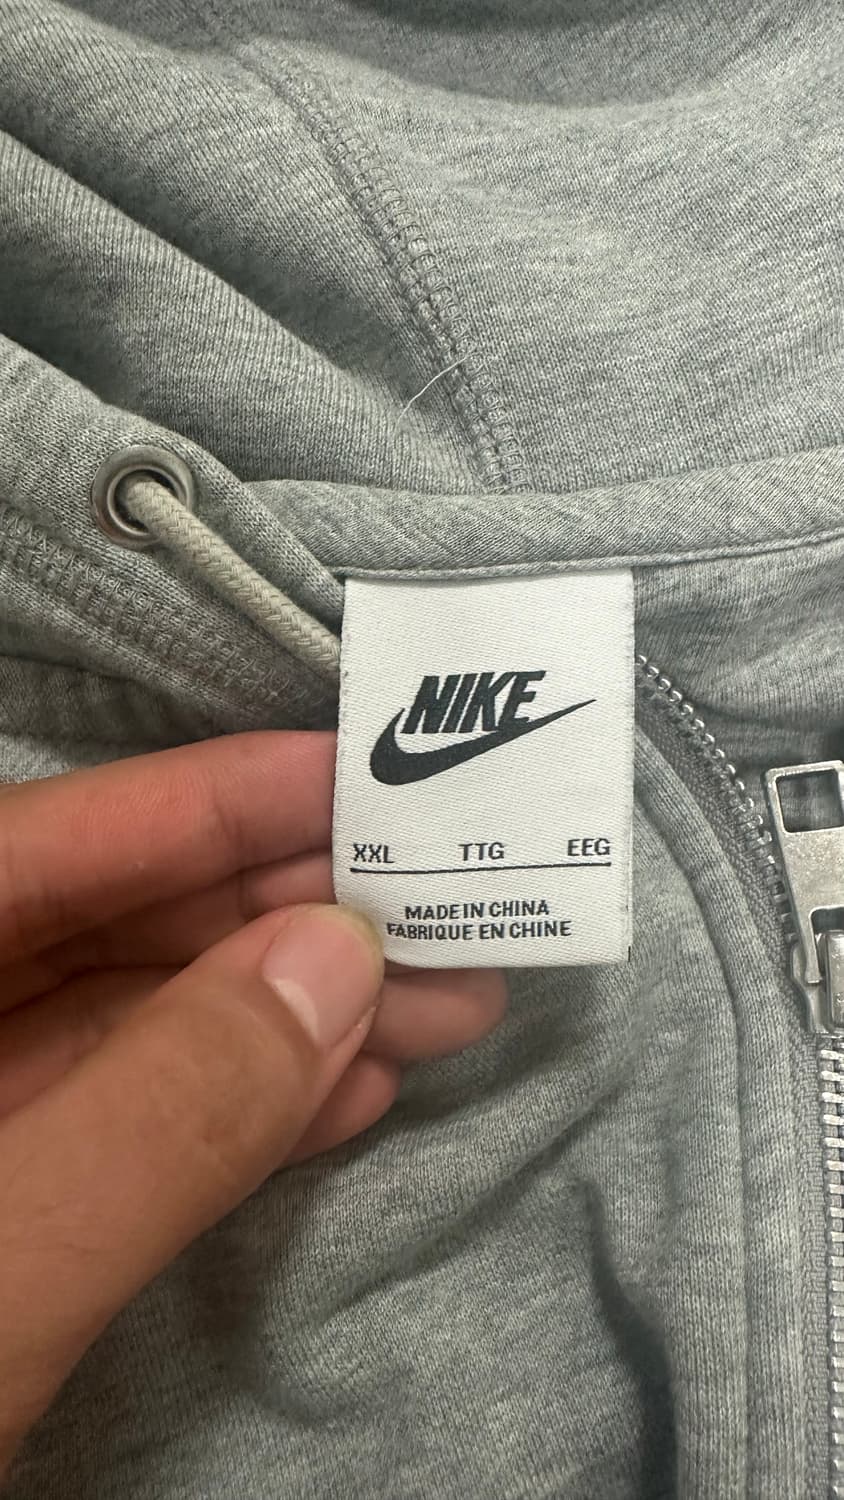 NIKE
XXL TTG EEG
MADE IN CHINA
FABRIQUE EN CHINE